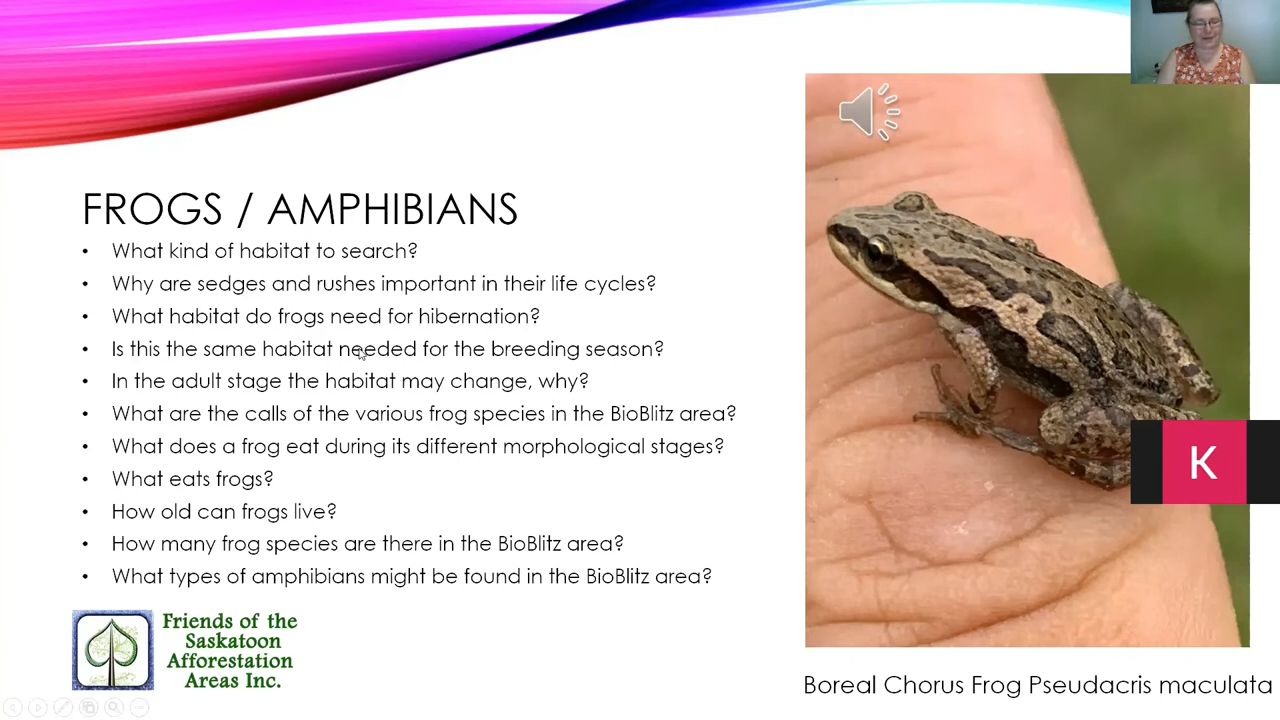 FROGS / AMPHIBIANS
• What kind of habitat to search?
• Why are sedges and rushes important in their life cycles?
• What habitat do frogs need for hibernation?
• Is this the same habitat needed for the breeding season?
• In the adult stage the habitat may change, why?
• What are the calls of the various frog species in the BioBlitz area?
• What does a frog eat during its different morphological stages?
• What eats frogs?
• How old can frogs live?
• How many frog species are there in the BioBlitz area?
• What types of amphibians might be found in the BioBlitz area?
Friends of the
Saskatoon
Afforestation
Areas Inc.
K
Boreal Chorus Frog Pseudacris maculata